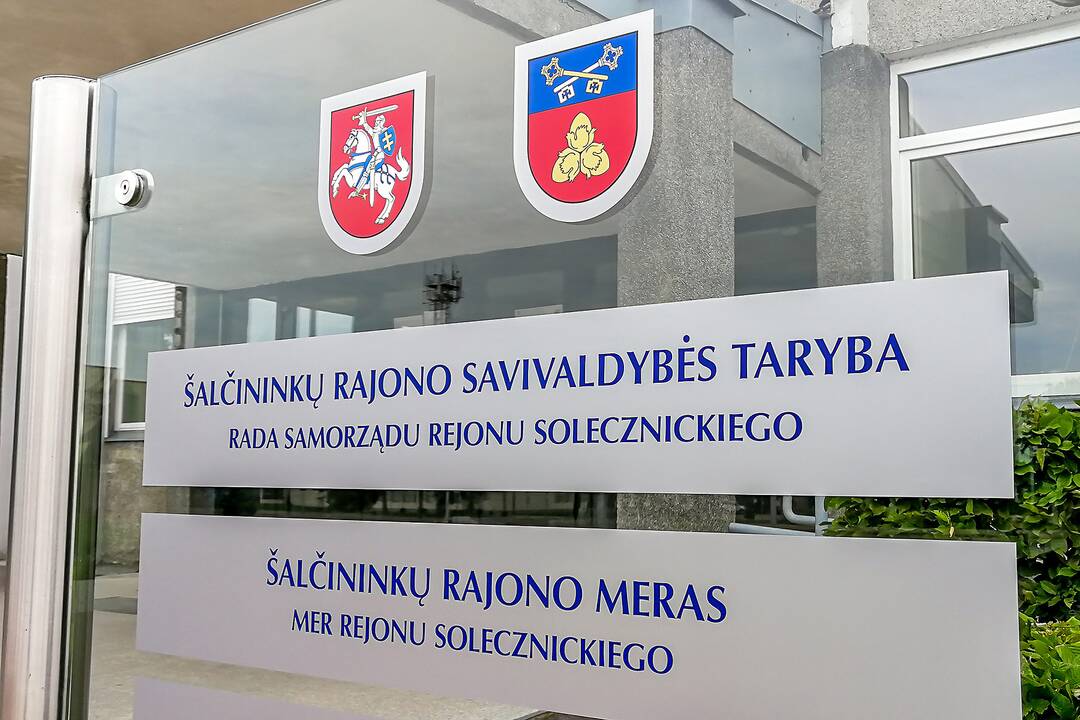 ŠALČININKŲ RAJONO SAVIVALDYBĖS TARYBA
RADA SAMORZĄDU REJONU SOLECZNICKIEGO
ŠALČININKŲ RAJONO MERAS
MER REJONU SOLECZNICKIEGO